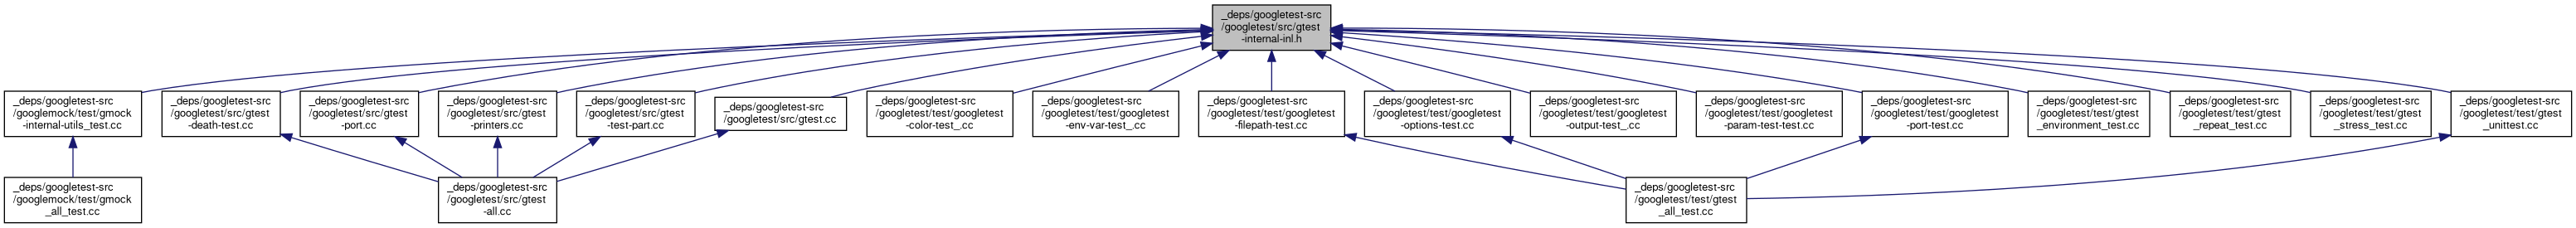 _deps/googletest-src
/googletest/src/gtest
-internal-inl.h
_deps/googletest-src
/googlemock/test/gmock
-internal-utils_test.cc
_deps/googletest-src
/googletest/src/gtest
-death-test.cc
_deps/googletest-src
/googletest/src/gtest
-port.cc
_deps/googletest-src
/googletest/src/gtest
-printers.cc
_deps/googletest-src
/googletest/src/gtest
-test-part.cc
_deps/googletest-src
/googletest/src/gtest.cc
_deps/googletest-src
/googletest/test/googletest
-color-test_.cc
_deps/googletest-src
/googletest/test/googletest
-env-var-test_.cc
_deps/googletest-src
/googletest/test/googletest
-filepath-test.cc
_deps/googletest-src
/googletest/test/googletest
-options-test.cc
_deps/googletest-src
/googletest/test/googletest
-output-test_.cc
_deps/googletest-src
/googletest/test/googletest
-param-test-test.cc
_deps/googletest-src
/googletest/test/googletest
-port-test.cc
_deps/googletest-src
/googletest/test/gtest
_environment_test.cc
_deps/googletest-src
/googletest/test/gtest
_repeat_test.cc
_deps/googletest-src
/googletest/test/gtest
_stress_test.cc
_deps/googletest-src
/googletest/test/gtest
_unittest.cc
_deps/googletest-src
/googlemock/test/gmock
_all_test.cc
_deps/googletest-src
/googletest/src/gtest
-all.cc
_deps/googletest-src
/googletest/test/gtest
_all_test.cc